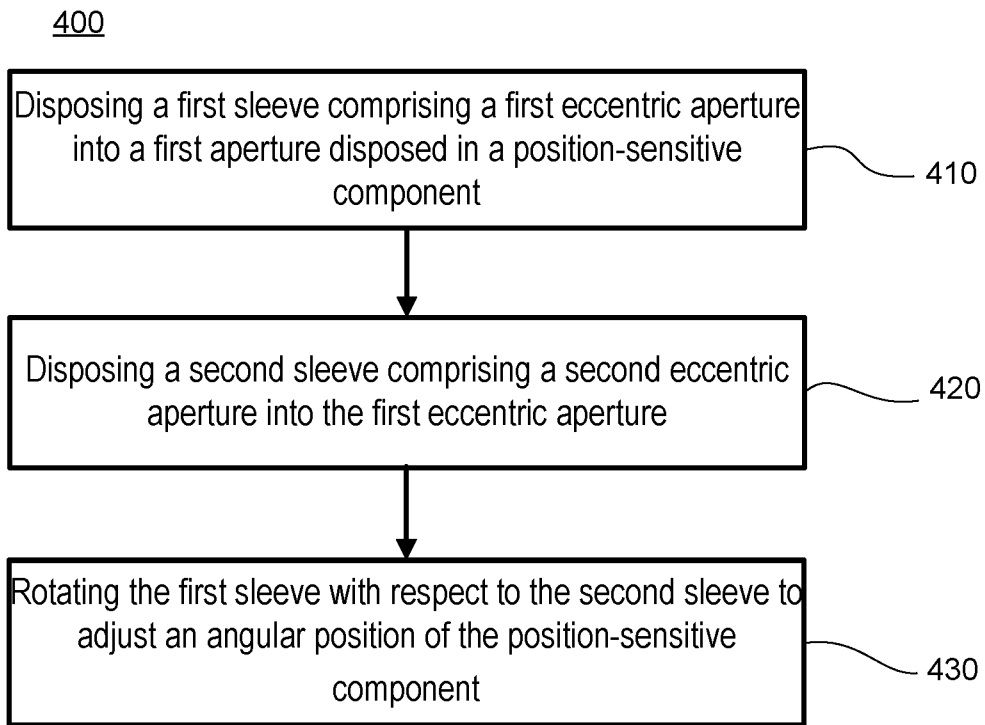 400
Disposing a first sleeve comprising a first eccentric aperture
into a first aperture disposed in a position-sensitive
component
410
Disposing a second sleeve comprising a second eccentric
aperture into the first eccentric aperture
420
Rotating the first sleeve with respect to the second sleeve to
adjust an angular position of the position-sensitive
component
430